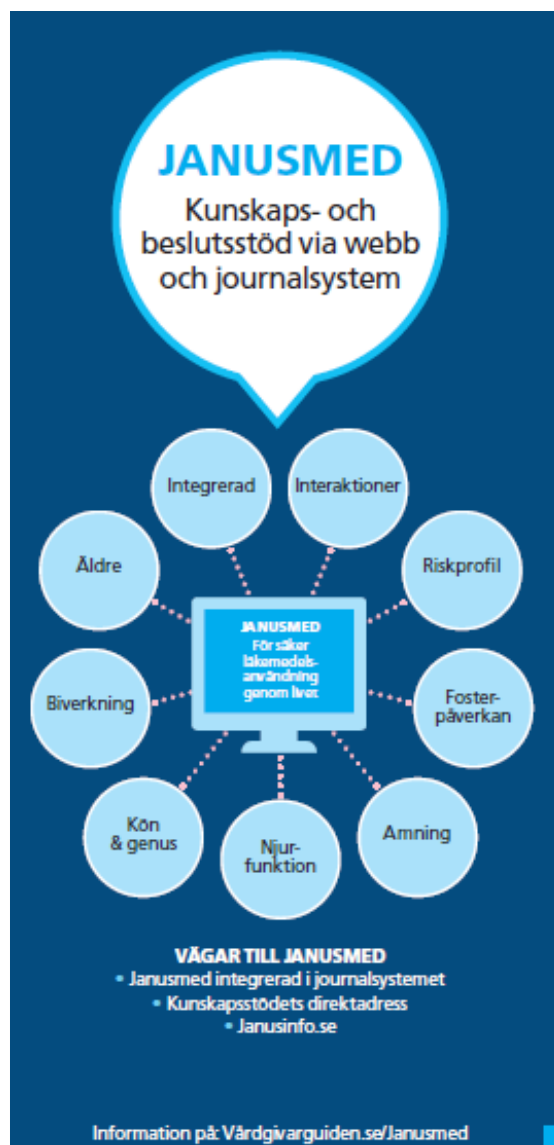 JANUSMED
Kunskaps- och
beslutsstöd via webb
och journalsystem
Integrerad
Interaktioner
Äldre
Riskprofil
JANUSMED
För säker
läkemedels-
användning
genom livet
Biverkning
Foster-
påverkan
Kön
& genus
Njur-
funktion
Amning
VÄGAR TILL JANUSMED
• Janusmed integrerad i journalsystemet
• Kunskapsstödets direktadress
• Janusinfo.se
Information på: Vårdgivarguiden.se/Janusmed